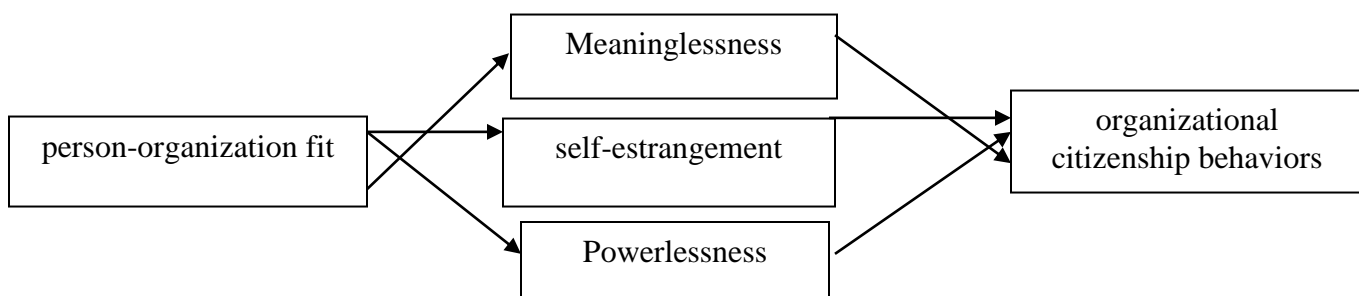 Meaninglessness
person-organization fit
self-estrangement
organizational
citizenship behaviors
Powerlessness